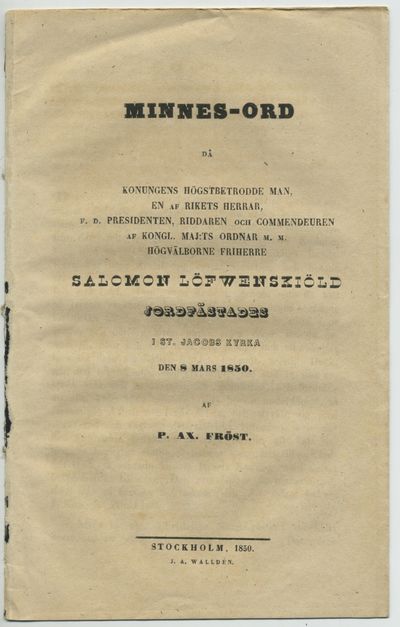 MINNES-ORD
DÅ
KONUNGENS HÖGSTBETRODDE MAN,
EN AF RIKETS HERRAR,
F. D. PRESIDENTEN, RIDDAREN OCH COMMENDEUREN
AF KONGL. MAJ:TS ORDNAR M. M.
HÖGVÄLBORNE FRIHERRE
SALOMON LÖFWENSKIÖLD
JORDFÄSTADES
I ST. JACOBS KYRKA
DEN 8 MARS 1850.
AF
P. AX. FRÖST.
STOCKHOLM, 1850.
J. A. WALLDÉN.